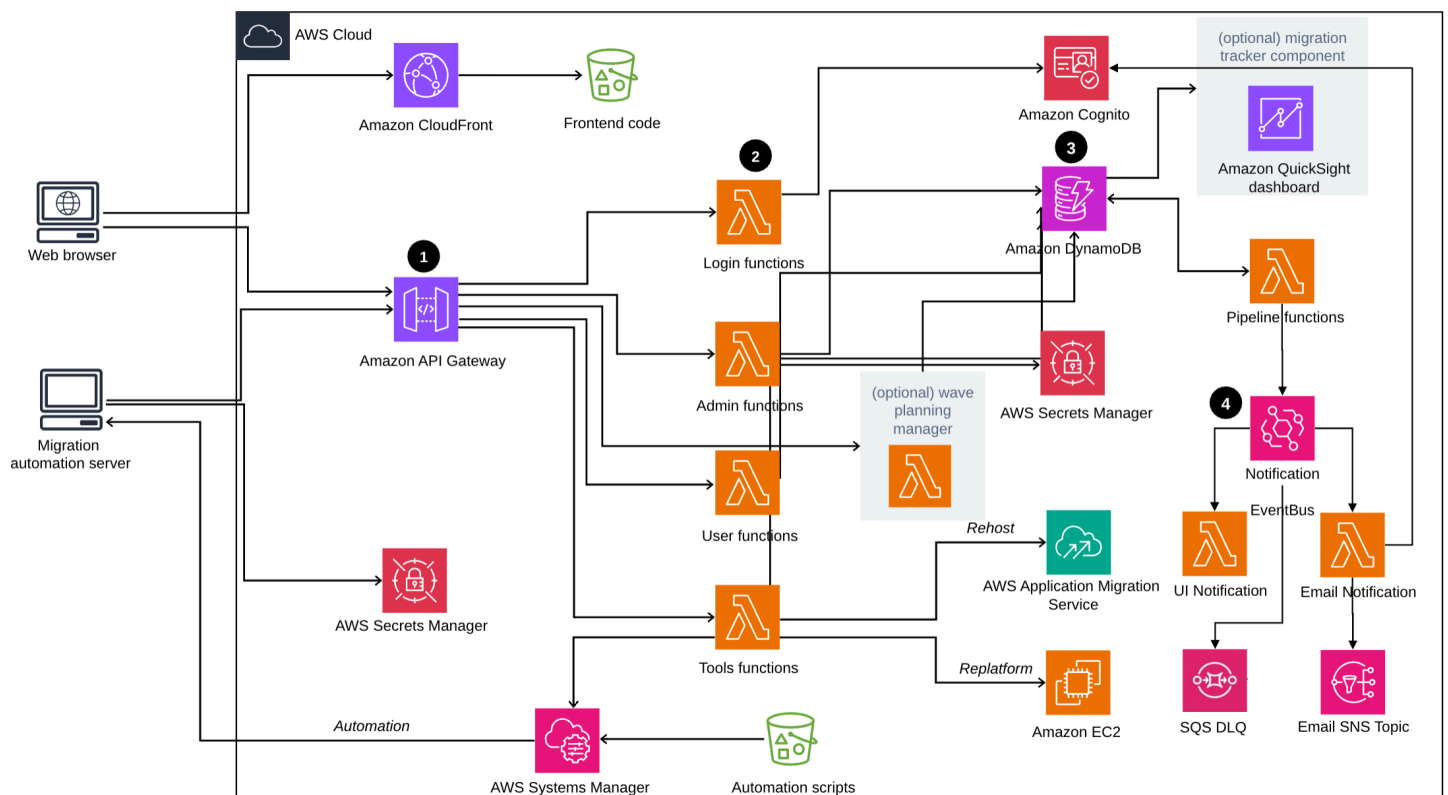 AWS Cloud
(optional) migration
tracker component
Amazon CloudFront
Frontend code
Amazon Cognito
2
3
Amazon QuickSight
dashboard
Web browser
1
Login functions
Amazon DynamoDB
Pipeline functions
Amazon API Gateway
Admin functions
(optional) wave
planning
manager
AWS Secrets Manager
4
Migration
automation server
Notification
EventBus
User functions
Rehost
AWS Application Migration
Service
UI Notification
Email Notification
AWS Secrets Manager
Tools functions
Replatform
Automation
Amazon EC2
SQS DLQ
Email SNS Topic
AWS Systems Manager
Automation scripts